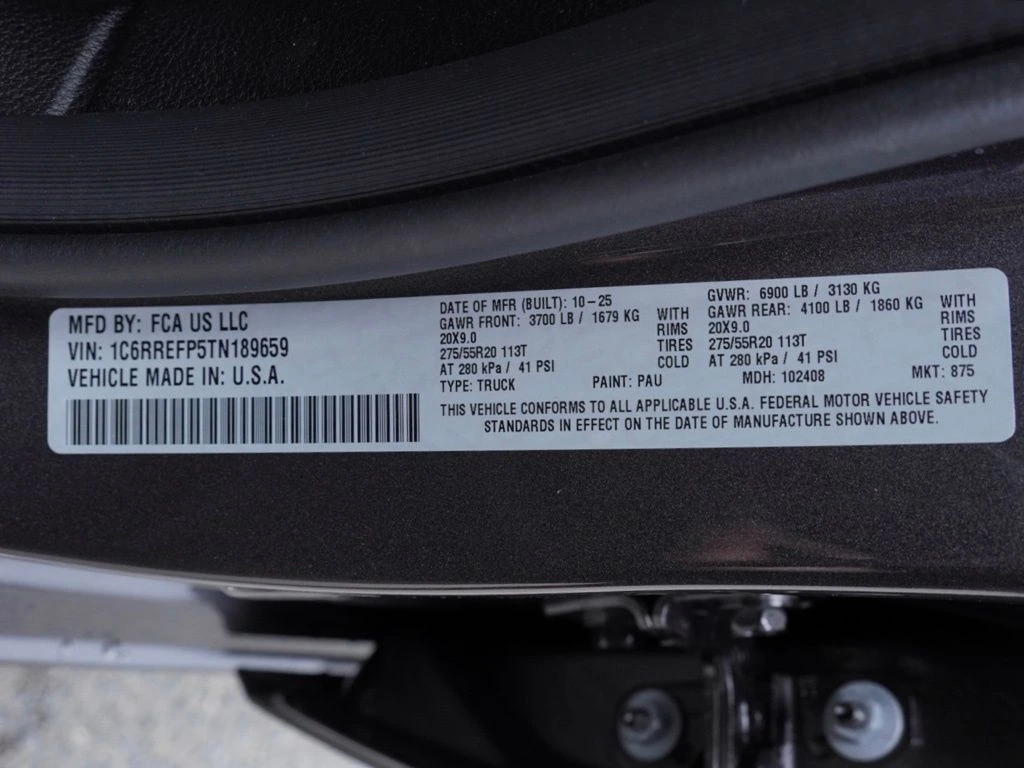 MFD BY: FCA US LLC
VIN: 1C6RREFP5TN189659
VEHICLE MADE IN: U.S.A.
DATE OF MFR (BUILT): 10-25
GAWR FRONT: 3700 LB / 1679 KG WITH
20X9.0 RIMS
275/55R20 113T TIRES
AT 280 kPa / 41 PSI COLD
GVWR: 6900 LB / 3130 KG
GAWR REAR: 4100 LB / 1860 KG WITH
20X9.0 RIMS
275/55R20 113T TIRES
AT 280 kPa / 41 PSI COLD
TYPE: TRUCK PAINT: PAU MDH: 102408 MKT: 875
THIS VEHICLE CONFORMS TO ALL APPLICABLE U.S.A. FEDERAL MOTOR VEHICLE SAFETY
STANDARDS IN EFFECT ON THE DATE OF MANUFACTURE SHOWN ABOVE.